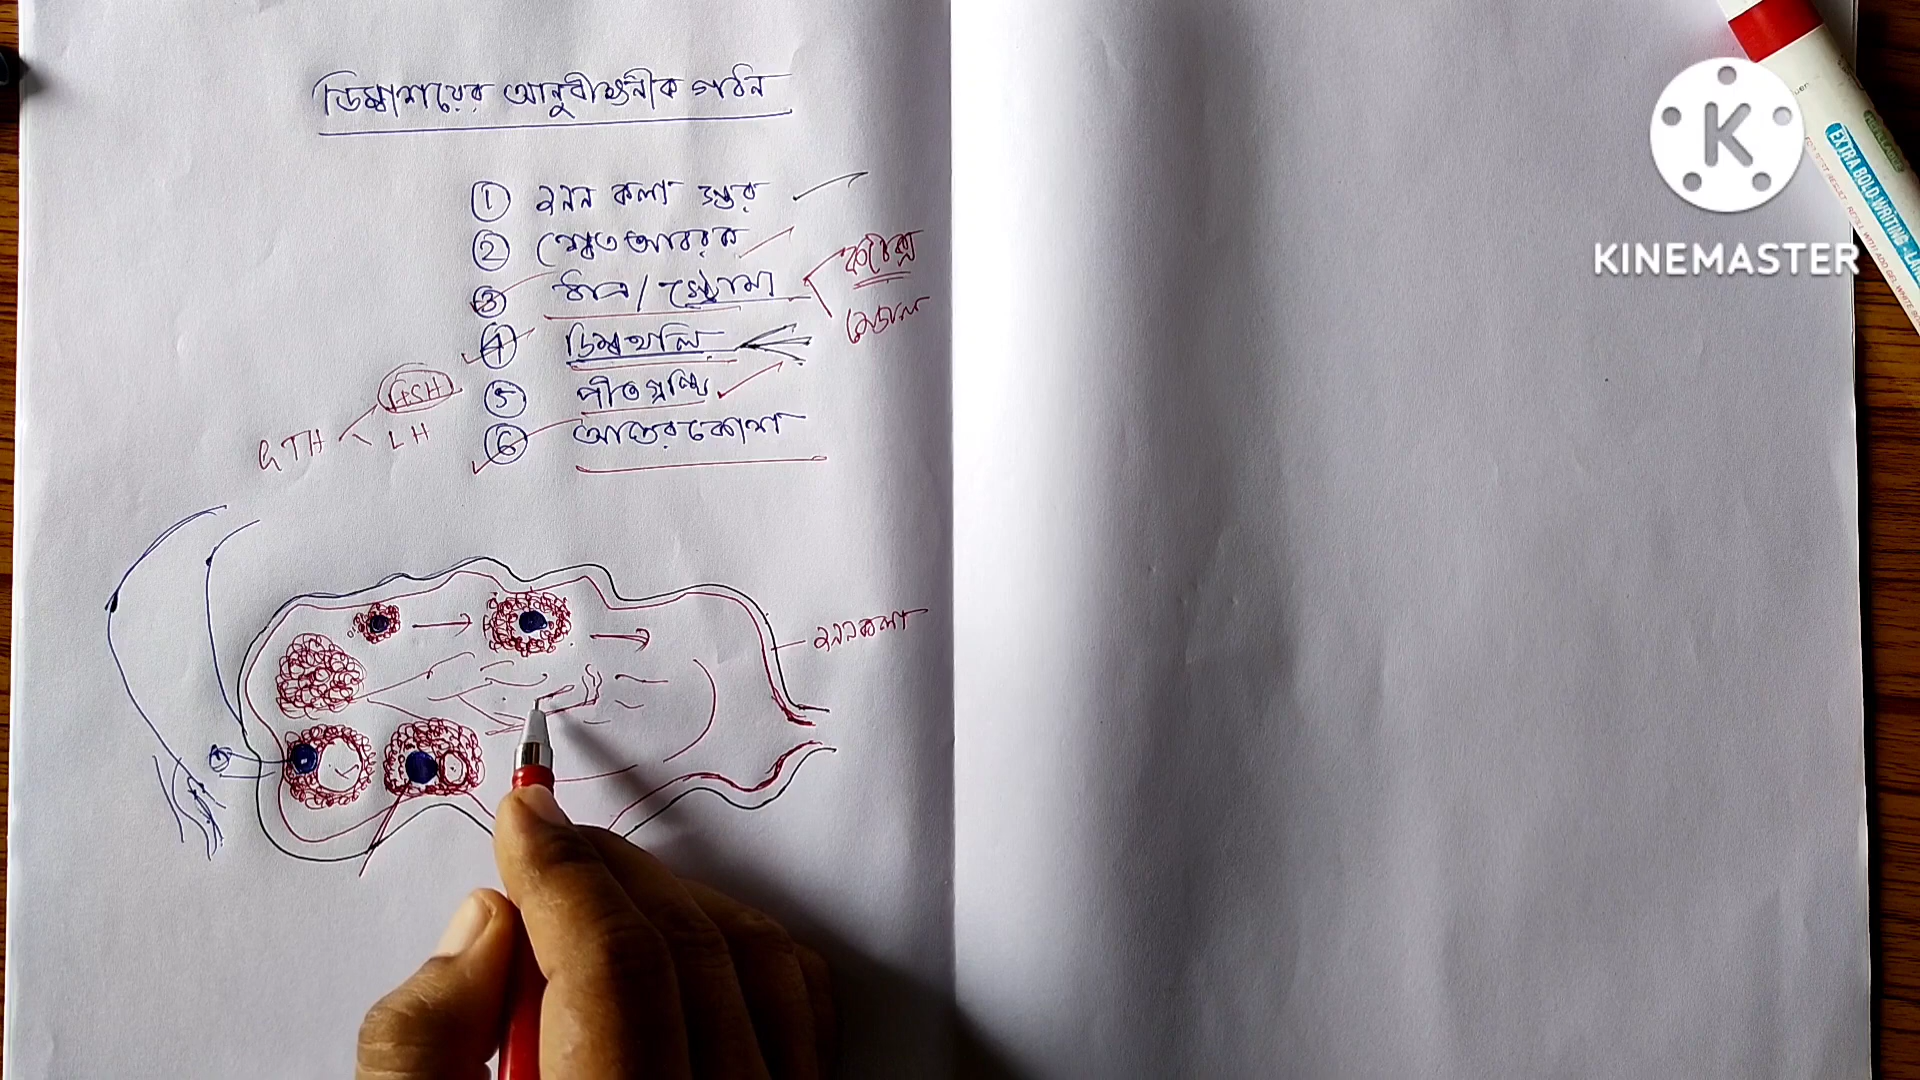 ডিম্বাশয়ের আনুবীক্ষনীক গঠন
① জনন কলা স্তর
② শ্বেত আবরক
③ ধাত্র / স্ট্রোমা
কর্টেক্স
④ ডিম্বথলি
FSH
⑤ পীতগ্রন্থি
GTH
LH
⑥ আন্তরকোশ
জননকলা
KINEMASTER
EXTRA BOLD WRITING